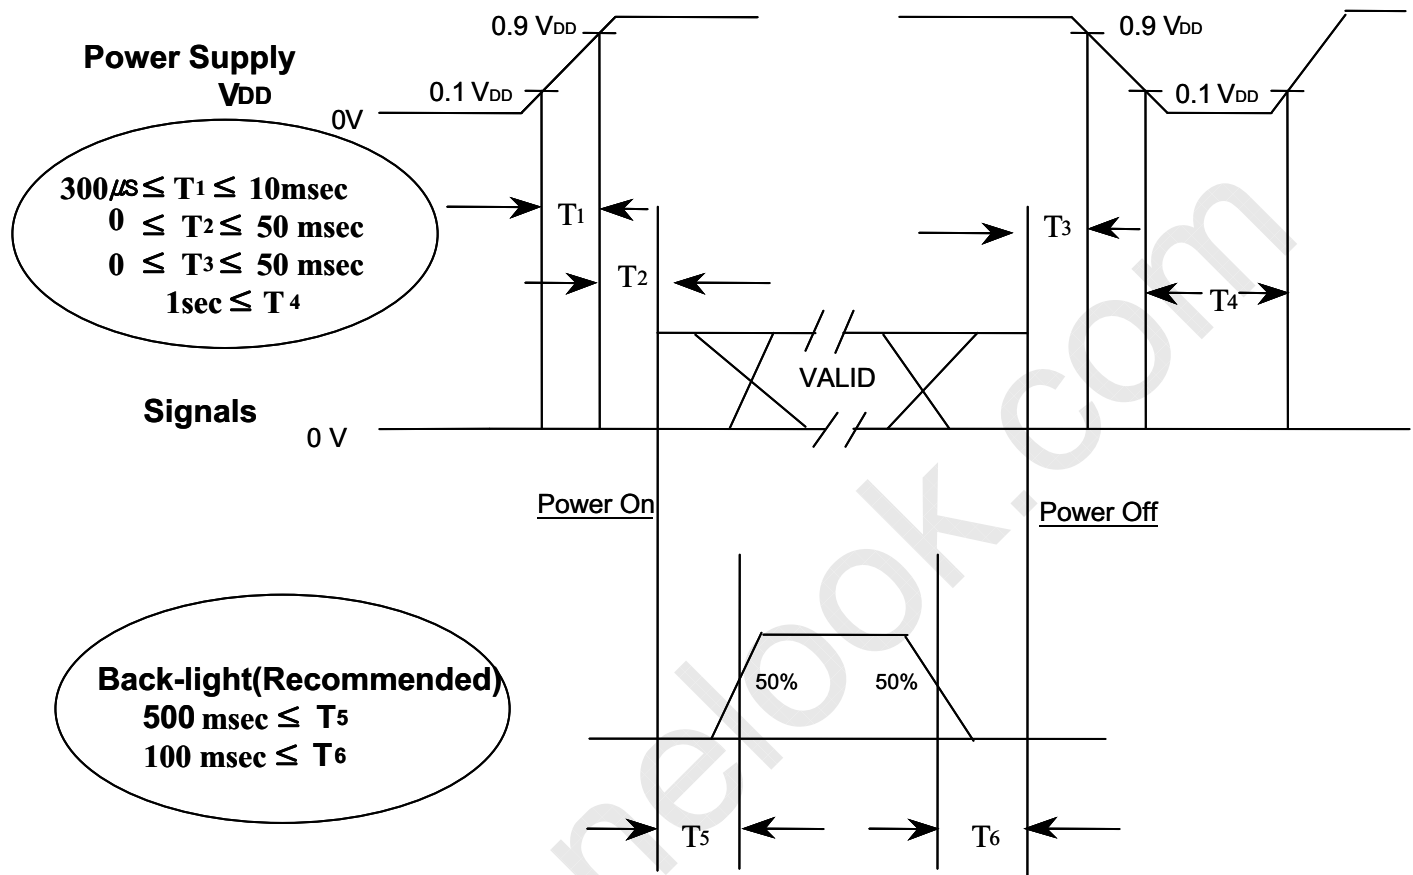 0.9 VDD
0.9 VDD
Power Supply
VDD
0.1 VDD
0.1 VDD
0V
300μs ≤ T1 ≤ 10msec
0 ≤ T2 ≤ 50 msec
0 ≤ T3 ≤ 50 msec
1sec ≤ T4
T1
T2
T3
T4
VALID
Signals
0 V
Power On
Power Off
Back-light(Recommended)
500 msec ≤ T5
100 msec ≤ T6
50%
50%
T5
T6
nelook.com